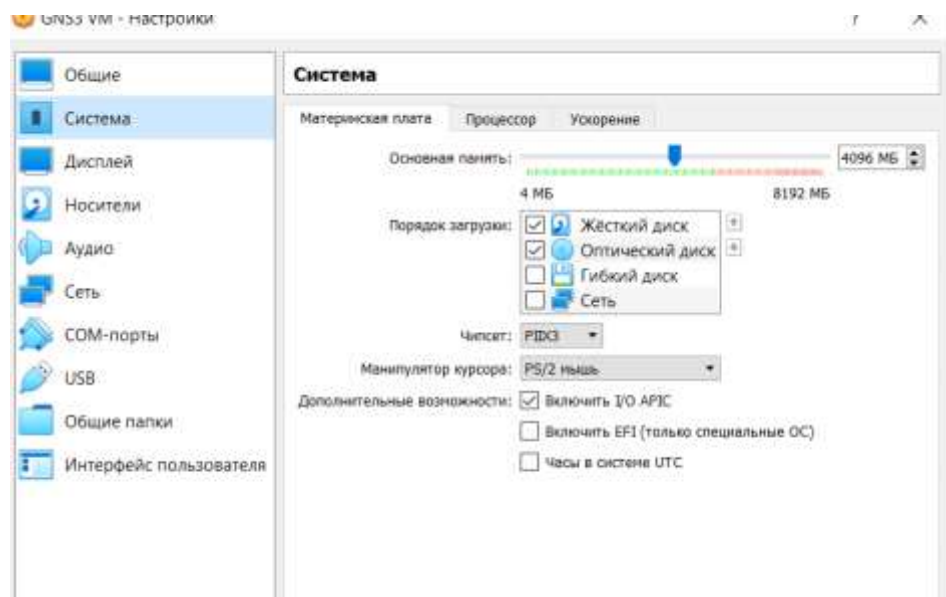 GNS3 VM - Настройки
? ×
Общие
Система
Дисплей
Носители
Аудио
Сеть
COM-порты
USB
Общие папки
Интерфейс пользователя
Система
Материнская плата Процессор Ускорение
Основная память: 4096 МБ
4 МБ 8192 МБ
Порядок загрузки: Жёсткий диск
Оптический диск
Гибкий диск
Сеть
Чипсет: PIIX3
Манипулятор курсора: PS/2 мышь
Дополнительные возможности: Включить I/O APIC
Включить EFI (только специальные ОС)
Часы в системе UTC